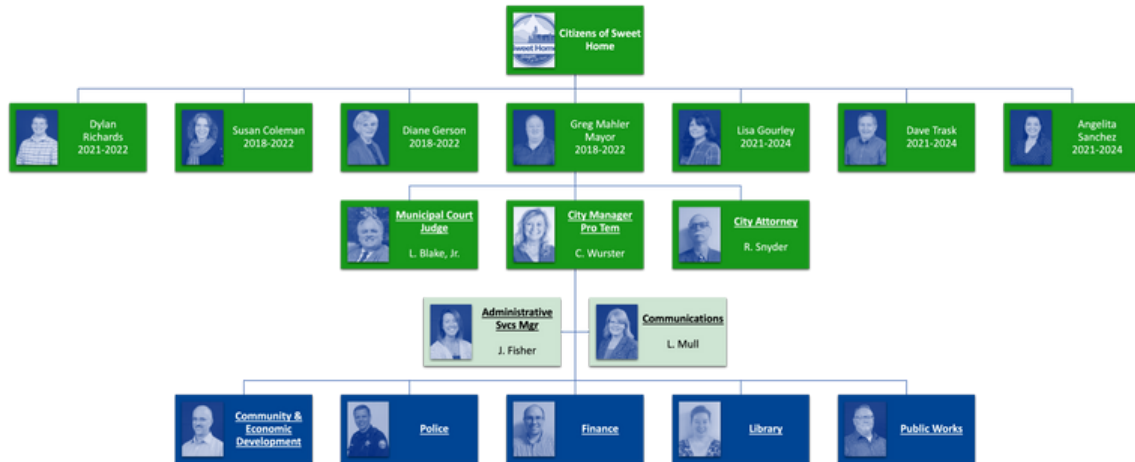 Citizens of Sweet
Home
Sweet Home
Dylan
Richards
2021-2022
Susan Coleman
2018-2022
Diane Gerson
2018-2022
Greg Mahler
Mayor
2018-2022
Lisa Gourley
2021-2024
Dave Trask
2021-2024
Angelita
Sanchez
2021-2024
Municipal Court
Judge
L. Blake, Jr.
City Manager
Pro Tem
C. Wurster
City Attorney
R. Snyder
Administrative
Svcs Mgr
J. Fisher
Communications
L. Mull
Community &
Economic
Development
Police
Finance
Library
Public Works